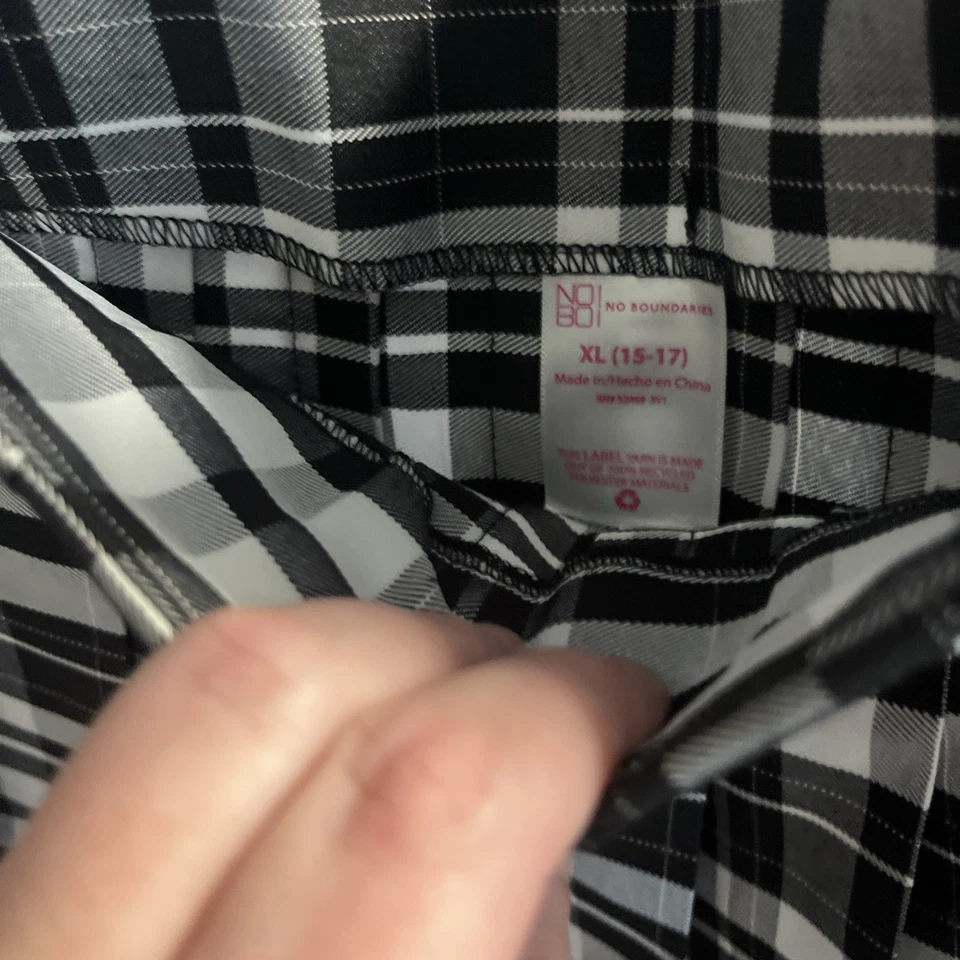 NO
BO
NO BOUNDARIES
XL (15-17)
Made in/Hecho en China
THIS LABEL YARN IS MADE
OUT OF 100% RECYCLED
POLYESTER MATERIALS